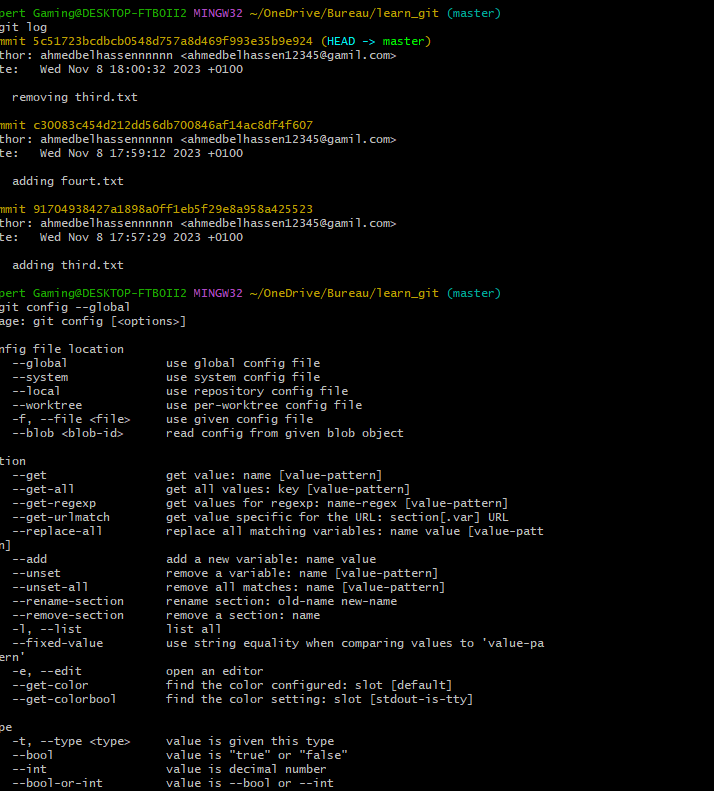 pert Gaming@DESKTOP-FTBOII2 MINGW32 ~/OneDrive/Bureau/learn_git (master)
git log
mmit 5c51723bcdbcb0548d757a8d469f993e35b9e924 (HEAD -> master)
thor: ahmedbelhassennnnnn <ahmedbelhassen12345@gamil.com>
te:   Wed Nov 8 18:00:32 2023 +0100
removing third.txt
mmit c30083c454d212dd56db700846af14ac8df4f607
thor: ahmedbelhassennnnnn <ahmedbelhassen12345@gamil.com>
te:   Wed Nov 8 17:59:12 2023 +0100
adding fourt.txt
mmit 91704938427a1898a0ff1eb5f29e8a958a425523
thor: ahmedbelhassennnnnn <ahmedbelhassen12345@gamil.com>
te:   Wed Nov 8 17:57:29 2023 +0100
adding third.txt
pert Gaming@DESKTOP-FTBOII2 MINGW32 ~/OneDrive/Bureau/learn_git (master)
git config --global
age: git config [<options>]
nfig file location
--global              use global config file
--system              use system config file
--local               use repository config file
--worktree            use per-worktree config file
-f, --file <file>     use given config file
--blob <blob-id>      read config from given blob object
tion
--get                 get value: name [value-pattern]
--get-all             get all values: key [value-pattern]
--get-regexp          get values for regexp: name-regex [value-pattern]
--get-urlmatch        get value specific for the URL: section[.var] URL
--replace-all         replace all matching variables: name value [value-patt
n]
--add                 add a new variable: name value
--unset               remove a variable: name [value-pattern]
--unset-all           remove all matches: name [value-pattern]
--rename-section      rename section: old-name new-name
--remove-section      remove a section: name
-l, --list            list all
--fixed-value         use string equality when comparing values to 'value-pa
ern'
-e, --edit            open an editor
--get-color           find the color configured: slot [default]
--get-colorbool       find the color setting: slot [stdout-is-tty]
pe
-t, --type <type>     value is given this type
--bool                value is "true" or "false"
--int                 value is decimal number
--bool-or-int         value is --bool or --int